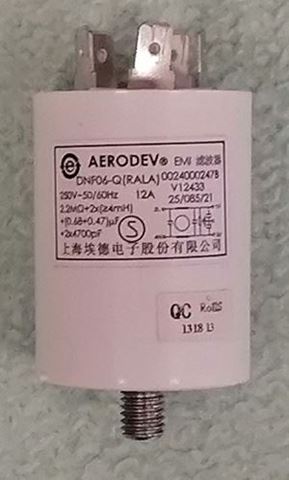 AERODEV® EMI 滤波器
DNF06-Q(RALA) 0024000247B
250V~50/60Hz 12A V12433
2.2MΩ+2x(≥4mH) 25/085/21
+(0.68+0.47)μF
+2x4700pF
上海埃德电子股份有限公司
QC RoHS
1318 13